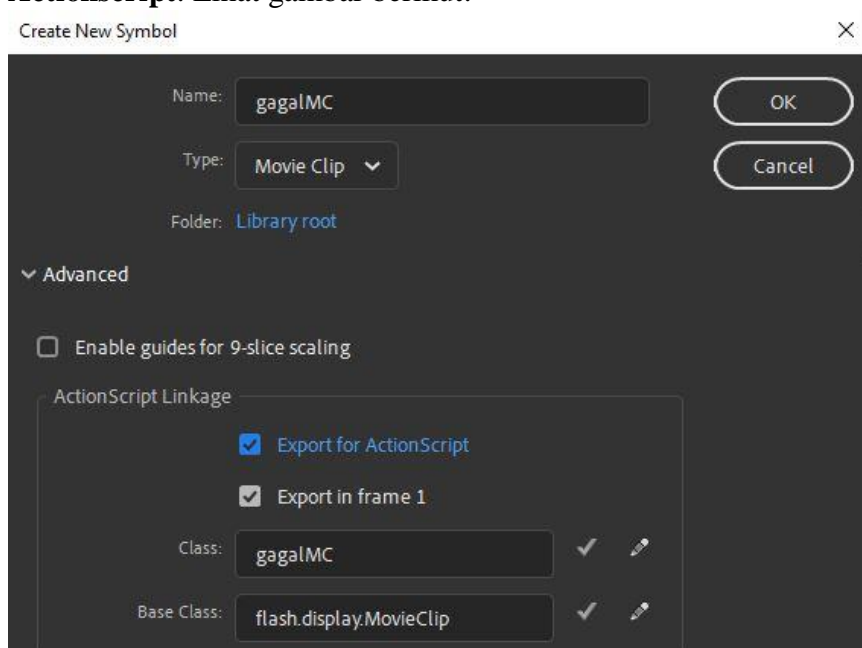 Actionscript. Lihat gambar berikut.
Create New Symbol
Name: gagalMC
OK
Type: Movie Clip
Cancel
Folder: Library root
Advanced
Enable guides for 9-slice scaling
ActionScript Linkage
Export for ActionScript
Export in frame 1
Class: gagalMC
Base Class: flash.display.MovieClip